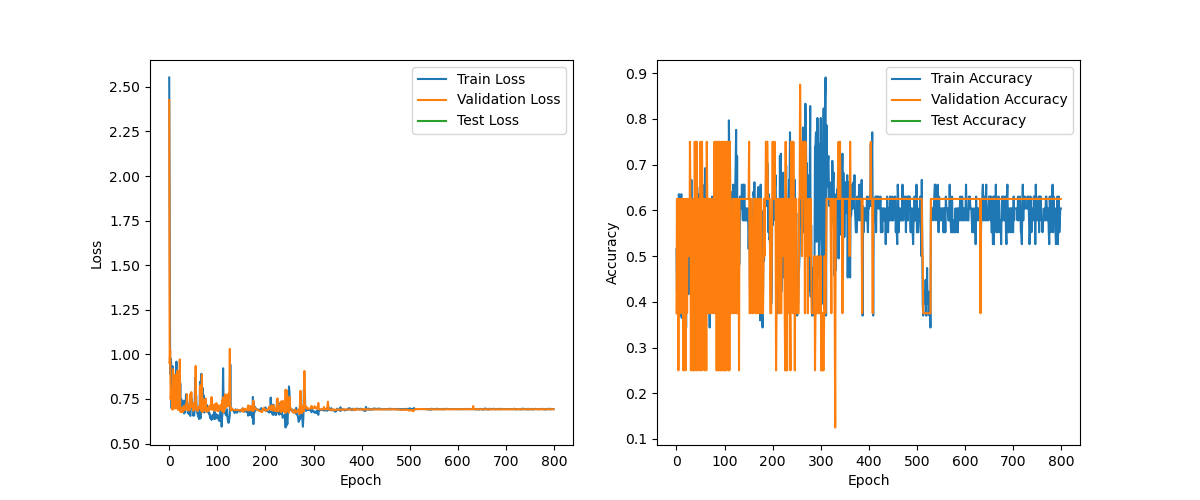 Train Loss
Validation Loss
Test Loss
2.50
2.25
2.00
1.75
1.50
1.25
1.00
0.75
0.50
Loss
0 100 200 300 400 500 600 700 800
Epoch
Train Accuracy
Validation Accuracy
Test Accuracy
0.9
0.8
0.7
0.6
0.5
0.4
0.3
0.2
0.1
Accuracy
0 100 200 300 400 500 600 700 800
Epoch